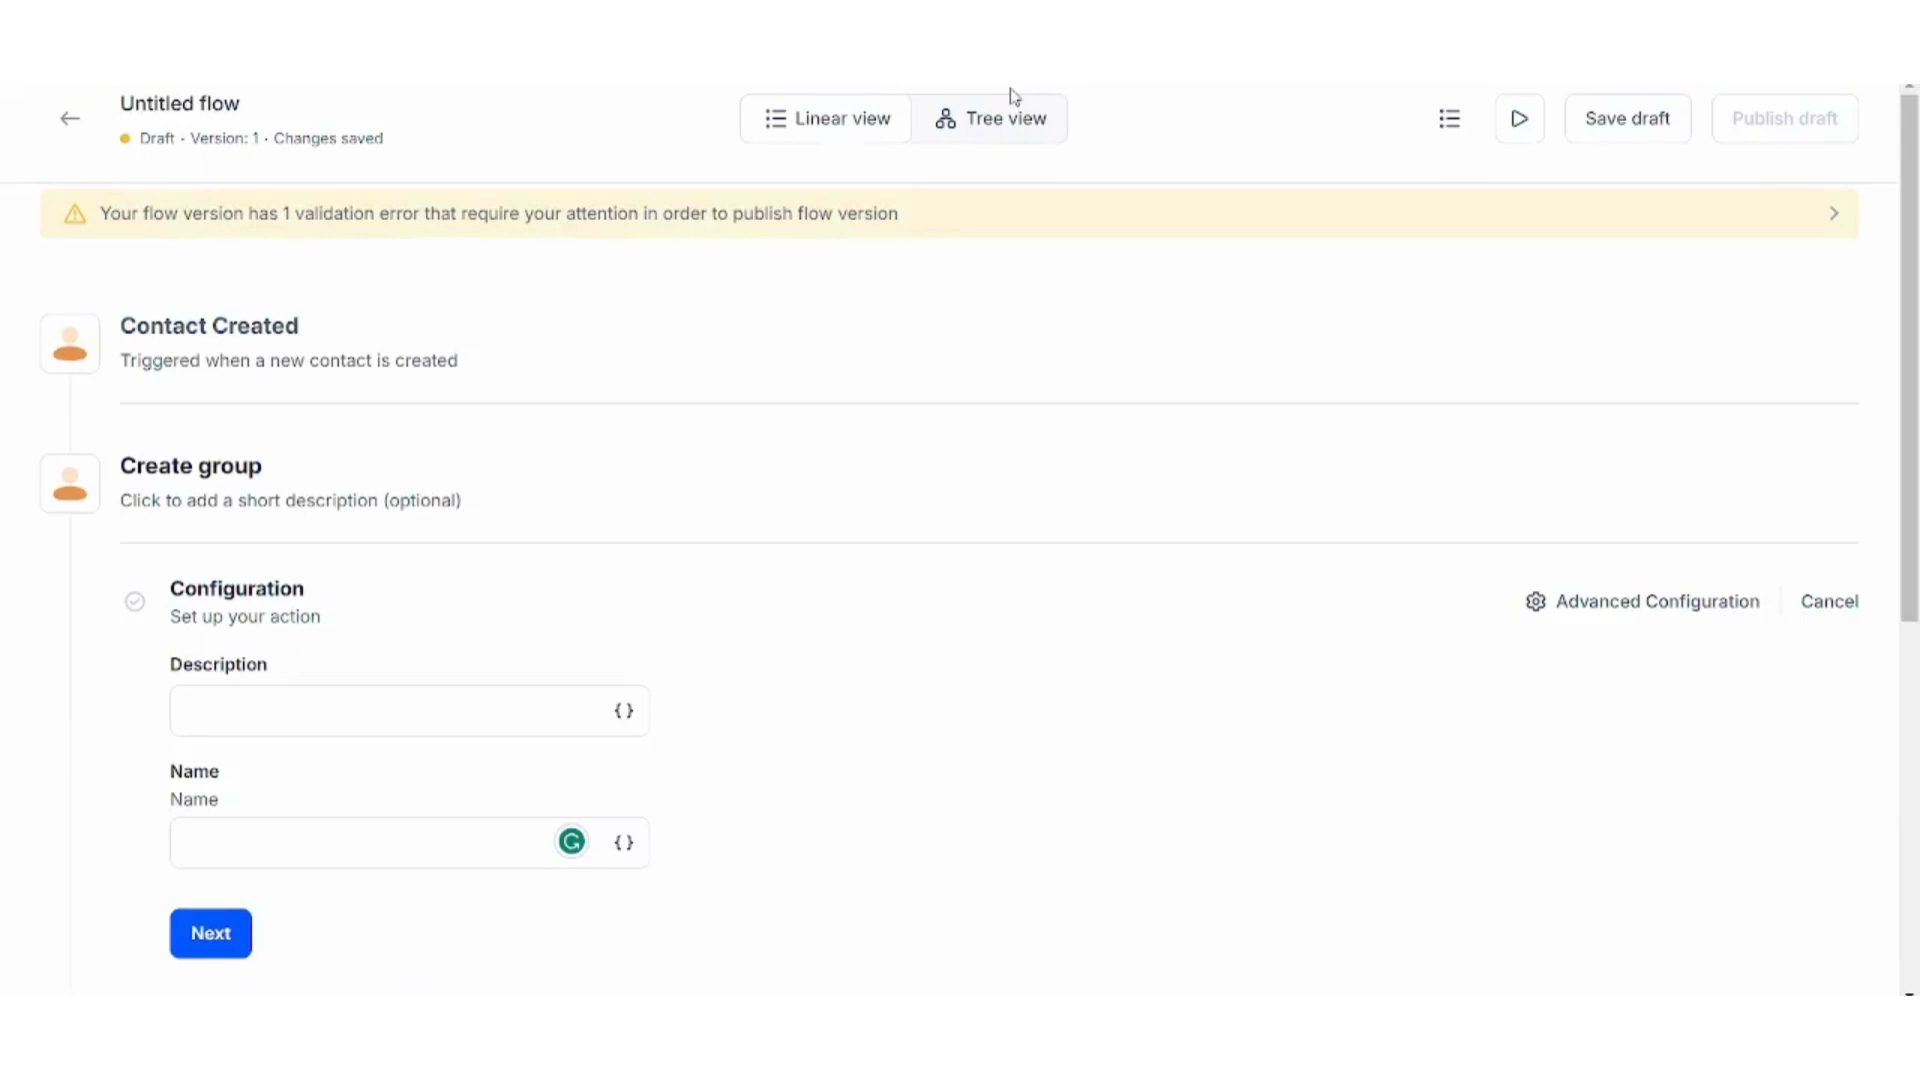 Untitled flow
Draft · Version: 1 · Changes saved
Linear view
Tree view
Save draft
Publish draft
Your flow version has 1 validation error that require your attention in order to publish flow version
Contact Created
Triggered when a new contact is created
Create group
Click to add a short description (optional)
Configuration
Set up your action
Advanced Configuration
Cancel
Description
{}
Name
Name
{}
Next